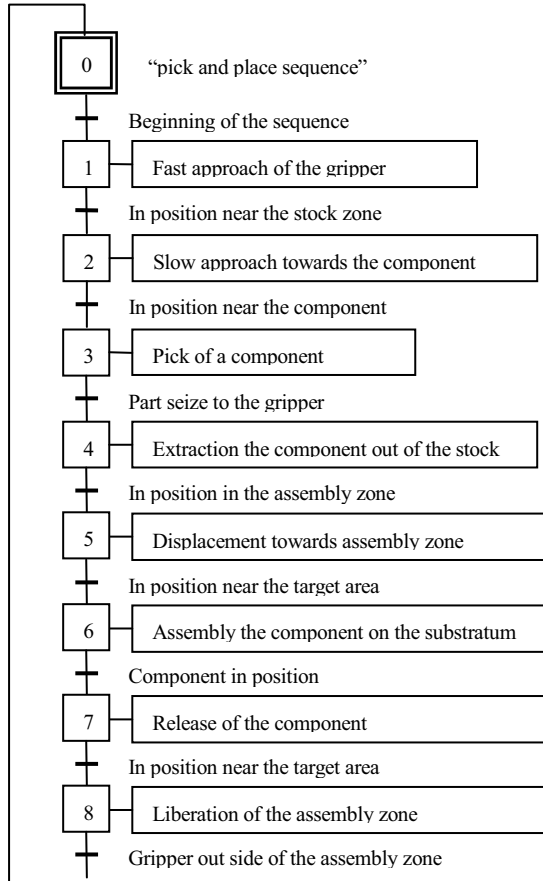 0 “pick and place sequence”
Beginning of the sequence
1 Fast approach of the gripper
In position near the stock zone
2 Slow approach towards the component
In position near the component
3 Pick of a component
Part seize to the gripper
4 Extraction the component out of the stock
In position in the assembly zone
5 Displacement towards assembly zone
In position near the target area
6 Assembly the component on the substratum
Component in position
7 Release of the component
In position near the target area
8 Liberation of the assembly zone
Gripper out side of the assembly zone